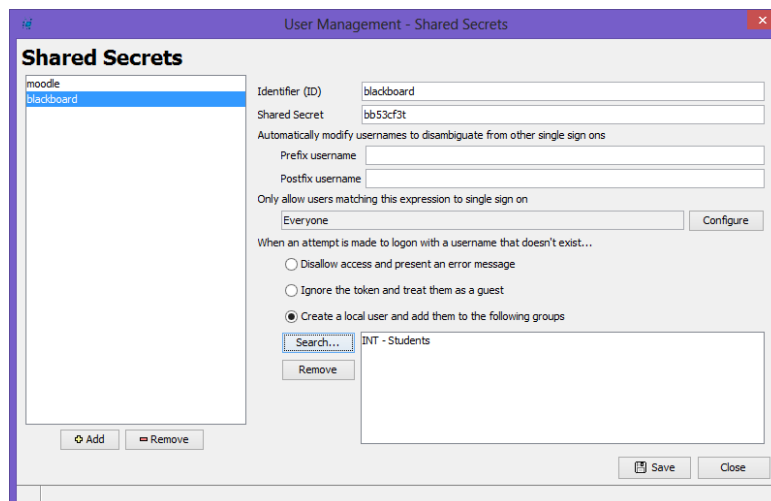 User Management - Shared Secrets
Shared Secrets
moodle
blackboard
Identifier (ID) blackboard
Shared Secret bb53cf3t
Automatically modify usernames to disambiguate from other single sign ons
Prefix username
Postfix username
Only allow users matching this expression to single sign on
Everyone Configure
When an attempt is made to logon with a username that doesn't exist...
Disallow access and present an error message
Ignore the token and treat them as a guest
Create a local user and add them to the following groups
Search... INT - Students
Remove
Add Remove
Save Close